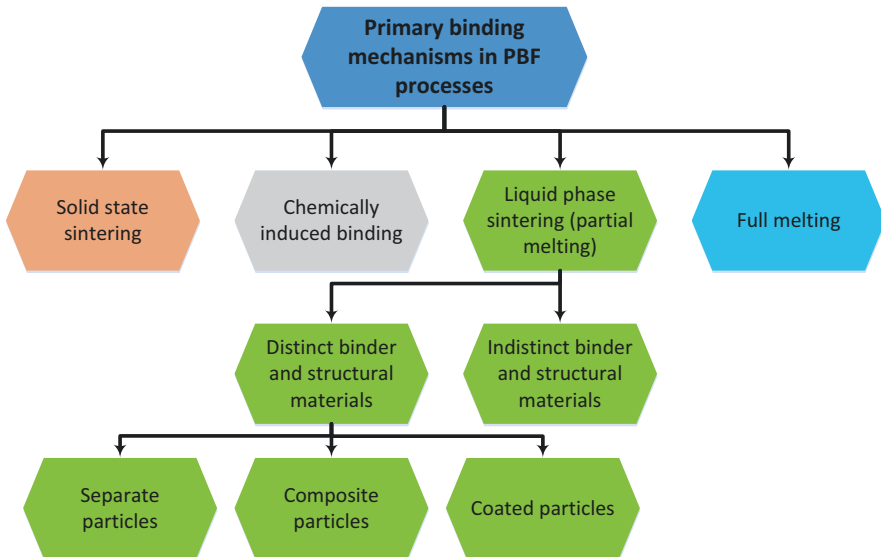 Primary binding
mechanisms in PBF
processes
Solid state
sintering
Chemically
induced binding
Liquid phase
sintering (partial
melting)
Full melting
Distinct binder
and structural
materials
Indistinct binder
and structural
materials
Separate
particles
Composite
particles
Coated particles